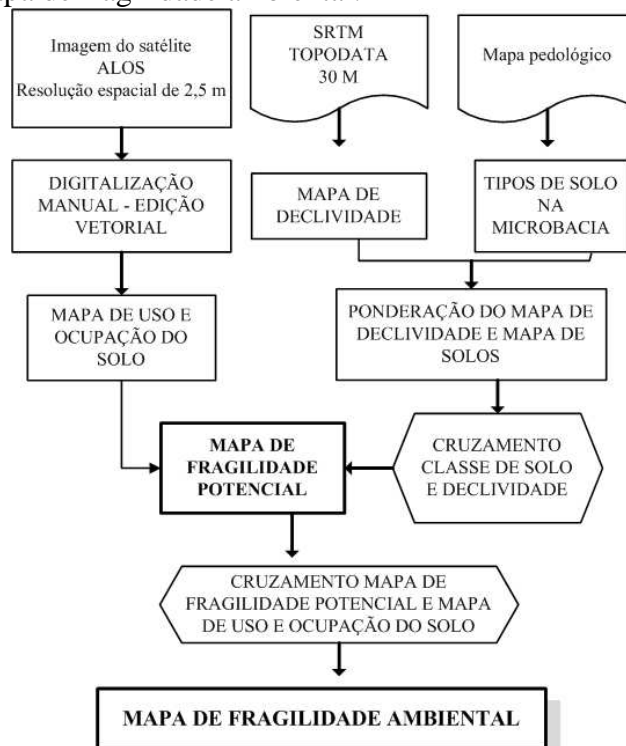 Imagem do satélite
ALOS
Resolução espacial de 2,5 m
SRTM
TOPODATA
30 M
Mapa pedológico
DIGITALIZAÇÃO
MANUAL - EDIÇÃO
VETORIAL
MAPA DE
DECLIVIDADE
TIPOS DE SOLO
NA
MICROBACIA
MAPA DE USO E
OCUPAÇÃO DO
SOLO
PONDERAÇÃO DO MAPA DE
DECLIVIDADE E MAPA DE
SOLOS
MAPA DE
FRAGILIDADE
POTENCIAL
CRUZAMENTO
CLASSE DE SOLO
E DECLIVIDADE
CRUZAMENTO MAPA DE
FRAGILIDADE POTENCIAL E MAPA
DE USO E OCUPAÇÃO DO SOLO
MAPA DE FRAGILIDADE AMBIENTAL